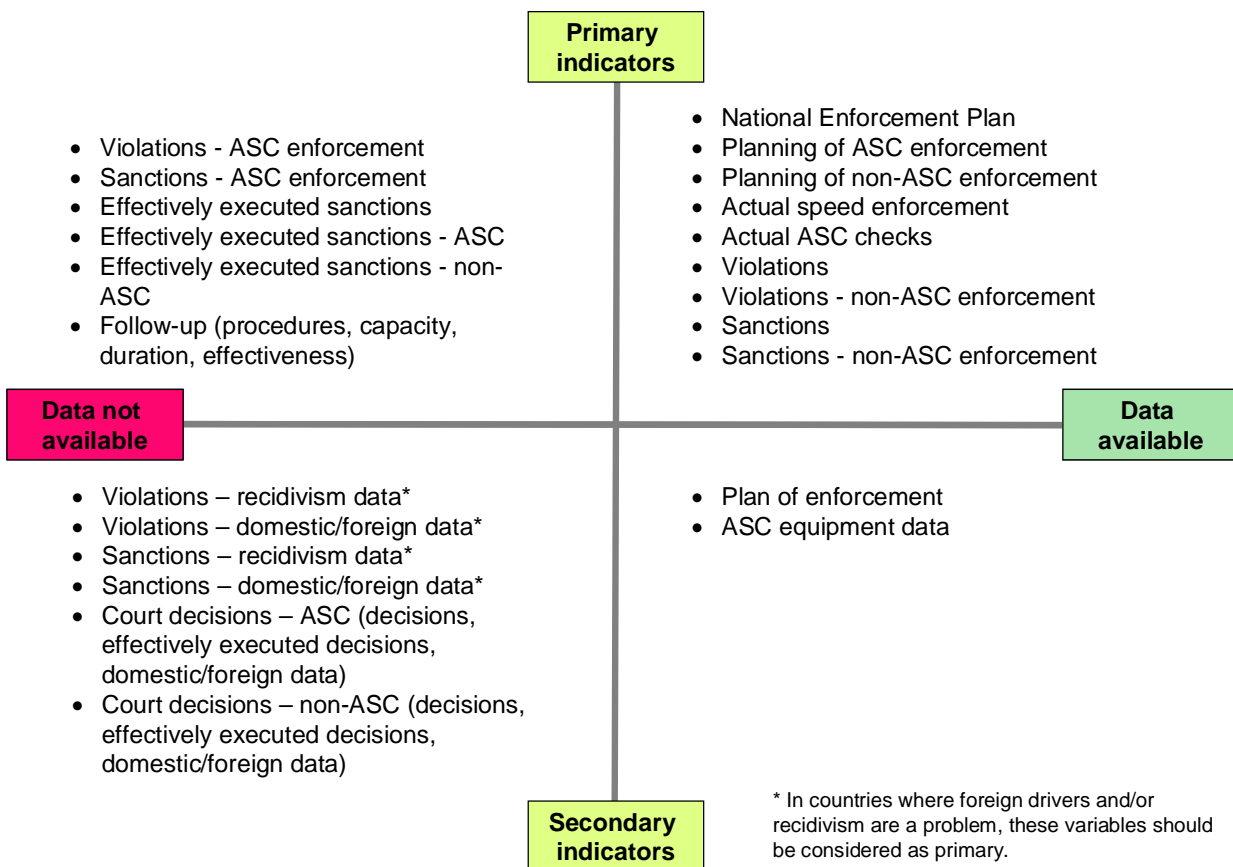 Primary
indicators
• Violations - ASC enforcement
• Sanctions - ASC enforcement
• Effectively executed sanctions
• Effectively executed sanctions - ASC
• Effectively executed sanctions - non-
ASC
• Follow-up (procedures, capacity,
duration, effectiveness)
• National Enforcement Plan
• Planning of ASC enforcement
• Planning of non-ASC enforcement
• Actual speed enforcement
• Actual ASC checks
• Violations
• Violations - non-ASC enforcement
• Sanctions
• Sanctions - non-ASC enforcement
Data not
available
Data
available
• Violations – recidivism data*
• Violations – domestic/foreign data*
• Sanctions – recidivism data*
• Sanctions – domestic/foreign data*
• Court decisions – ASC (decisions,
effectively executed decisions,
domestic/foreign data)
• Court decisions – non-ASC (decisions,
effectively executed decisions,
domestic/foreign data)
• Plan of enforcement
• ASC equipment data
Secondary
indicators
* In countries where foreign drivers and/or
recidivism are a problem, these variables should
be considered as primary.